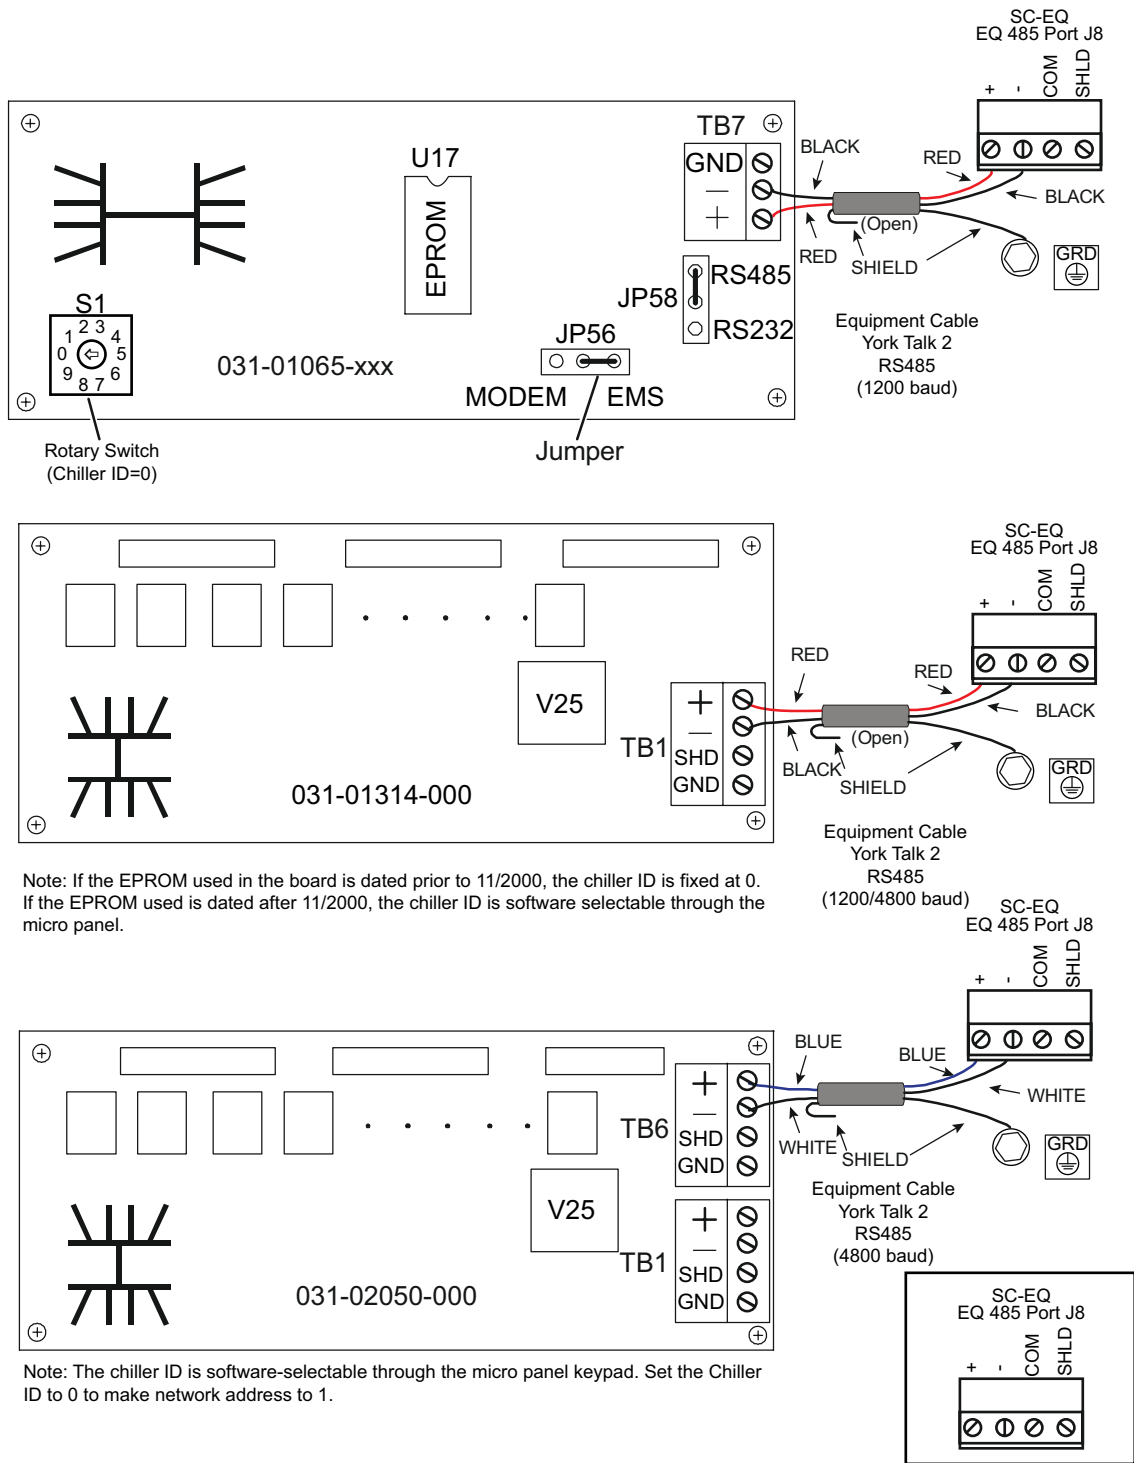 SC-EQ
EQ 485 Port J8
+ - COM SHLD
TB7
GND
—
+
BLACK
RED
BLACK
RED
(Open)
SHIELD
GRD
U17
EPROM
RS485
JP58
RS232
JP56
MODEM EMS
Jumper
S1
0 1 2 3 4 5 6 7 8 9
031-01065-xxx
Rotary Switch
(Chiller ID=0)
Equipment Cable
York Talk 2
RS485
(1200 baud)
SC-EQ
EQ 485 Port J8
+ - COM SHLD
V25
TB1
+
—
SHD
GND
RED
RED
BLACK
BLACK
(Open)
SHIELD
GRD
031-01314-000
Equipment Cable
York Talk 2
RS485
(1200/4800 baud)
Note: If the EPROM used in the board is dated prior to 11/2000, the chiller ID is fixed at 0.
If the EPROM used is dated after 11/2000, the chiller ID is software selectable through the
micro panel.
SC-EQ
EQ 485 Port J8
+ - COM SHLD
TB6
+
—
SHD
GND
BLUE
BLUE
WHITE
WHITE
SHIELD
GRD
V25
TB1
+
—
SHD
GND
031-02050-000
Equipment Cable
York Talk 2
RS485
(4800 baud)
Note: The chiller ID is software-selectable through the micro panel keypad. Set the Chiller
ID to 0 to make network address to 1.
SC-EQ
EQ 485 Port J8
+ - COM SHLD